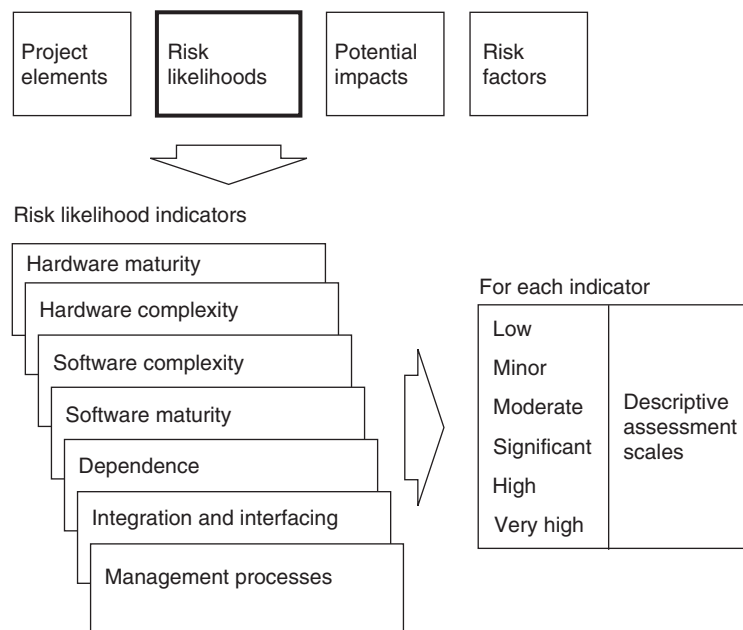 Project
elements
Risk
likelihoods
Potential
impacts
Risk
factors
Risk likelihood indicators
Hardware maturity
Hardware complexity
Software complexity
Software maturity
Dependence
Integration and interfacing
Management processes
For each indicator
Low
Minor
Moderate
Significant
High
Very high
Descriptive
assessment
scales